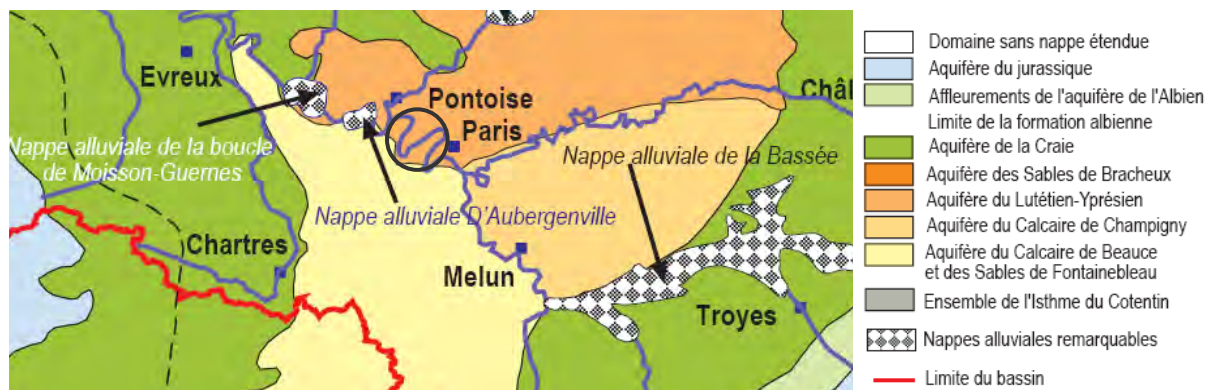 Evreux
Pontoise
Paris
Châl
Nappe alluviale de la boucle
de Moisson-Guernes
Nappe alluviale de la Bassée
Nappe alluviale D'Aubergenville
Chartres
Melun
Troyes
Domaine sans nappe étendue
Aquifère du jurassique
Affleurements de l'aquifère de l'Albien
Limite de la formation albienne
Aquifère de la Craie
Aquifère des Sables de Bracheux
Aquifère du Lutétien-Yprésien
Aquifère du Calcaire de Champigny
Aquifère du Calcaire de Beauce
et des Sables de Fontainebleau
Ensemble de l'Isthme du Cotentin
Nappes alluviales remarquables
Limite du bassin